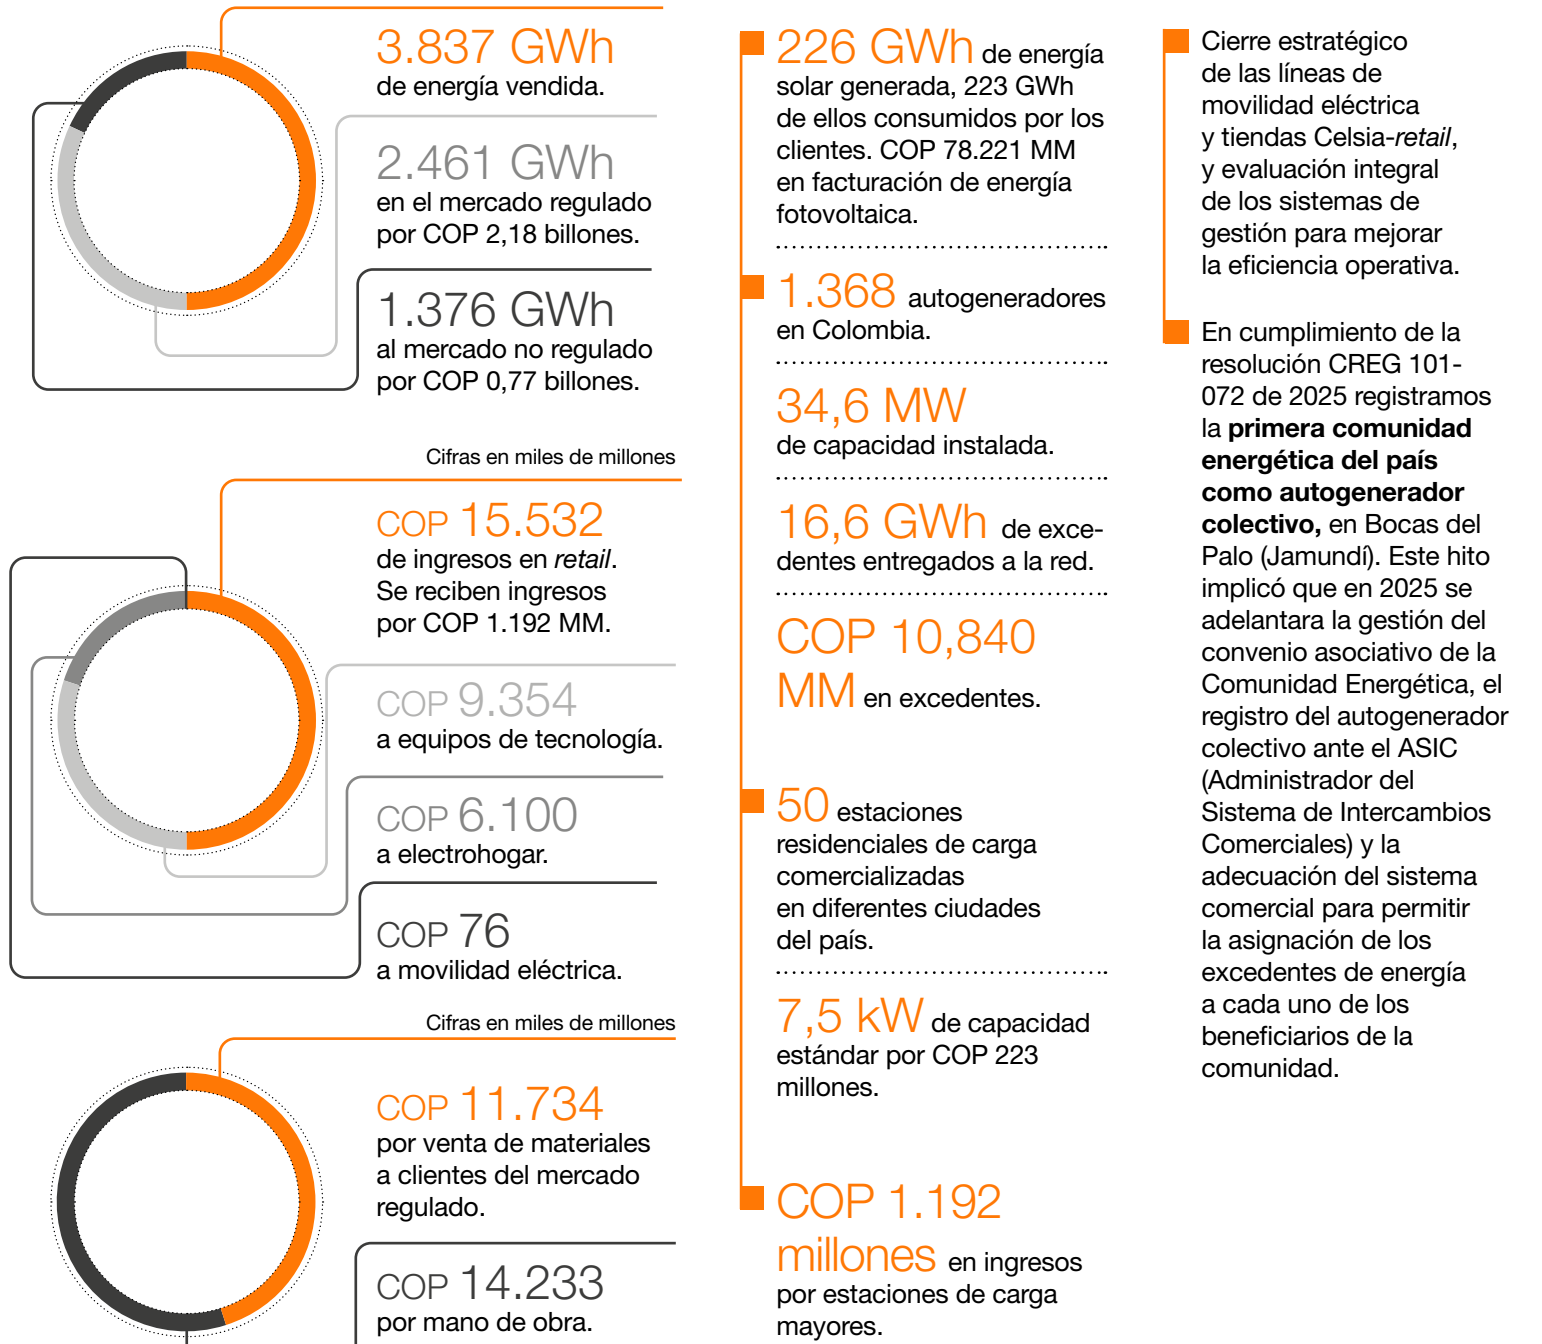 3.837 GWh
de energía vendida.
2.461 GWh
en el mercado regulado
por COP 2,18 billones.
1.376 GWh
al mercado no regulado
por COP 0,77 billones.
Cifras en miles de millones
COP 15.532
de ingresos en retail.
Se reciben ingresos
por COP 1.192 MM.
COP 9.354
a equipos de tecnología.
COP 6.100
a electrohogar.
COP 76
a movilidad eléctrica.
Cifras en miles de millones
COP 11.734
por venta de materiales
a clientes del mercado
regulado.
COP 14.233
por mano de obra.
226 GWh de energía
solar generada, 223 GWh
de ellos consumidos por los
clientes. COP 78.221 MM
en facturación de energía
fotovoltaica.
1.368 autogeneradores
en Colombia.
34,6 MW
de capacidad instalada.
16,6 GWh de exce-
dentes entregados a la red.
COP 10,840
MM en excedentes.
50 estaciones
residenciales de carga
comercializadas
en diferentes ciudades
del país.
7,5 kW de capacidad
estándar por COP 223
millones.
COP 1.192
millones en ingresos
por estaciones de carga
mayores.
Cierre estratégico
de las líneas de
movilidad eléctrica
y tiendas Celsia-retail,
y evaluación integral
de los sistemas de
gestión para mejorar
la eficiencia operativa.
En cumplimiento de la
resolución CREG 101-
072 de 2025 registramos
la primera comunidad
energética del país
como autogenerador
colectivo, en Bocas del
Palo (Jamundí). Este hito
implicó que en 2025 se
adelantara la gestión del
convenio asociativo de la
Comunidad Energética, el
registro del autogenerador
colectivo ante el ASIC
(Administrador del
Sistema de Intercambios
Comerciales) y la
adecuación del sistema
comercial para permitir
la asignación de los
excedentes de energía
a cada uno de los
beneficiarios de la
comunidad.